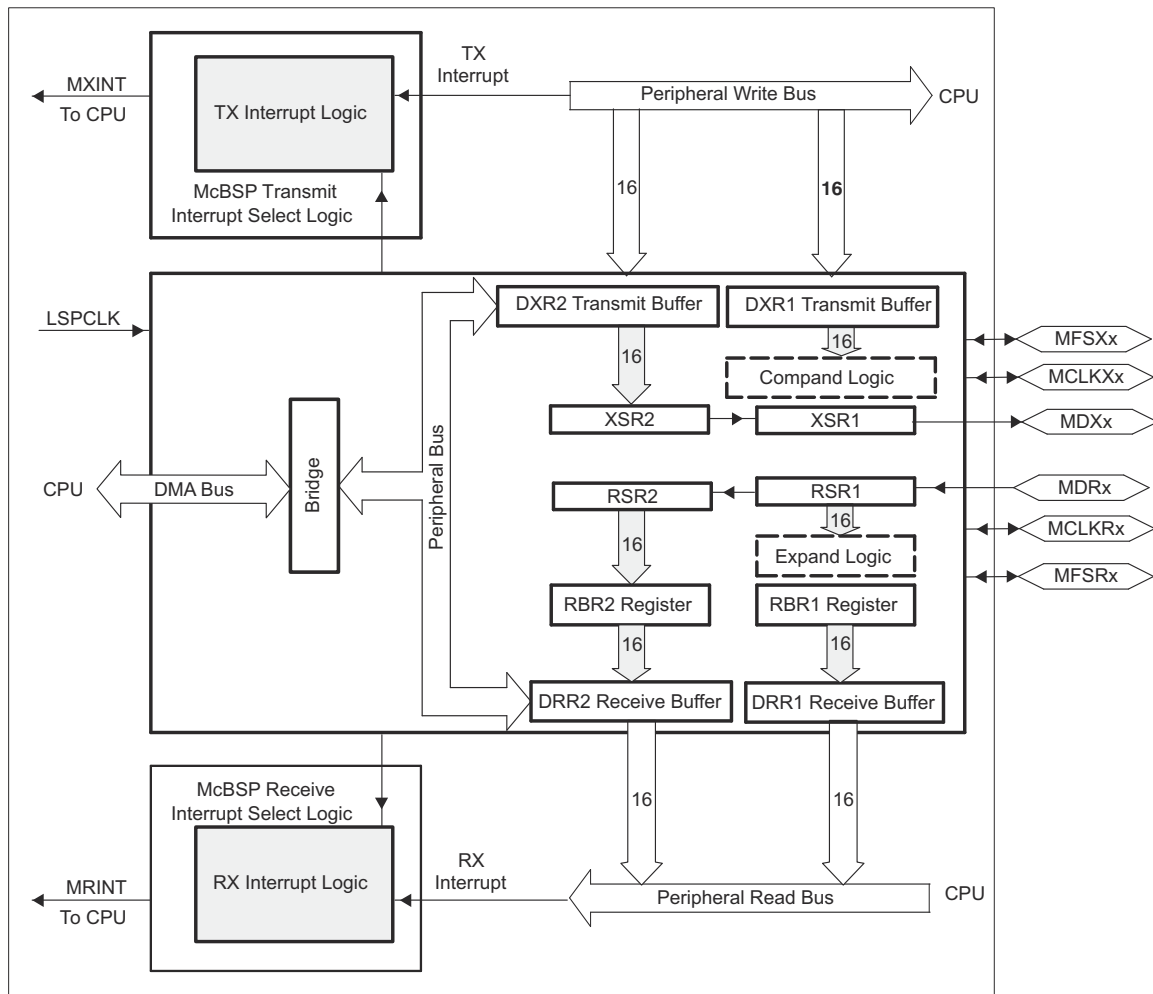 TX
Interrupt
MXINT
To CPU
TX Interrupt Logic
Peripheral Write Bus
CPU
McBSP Transmit
Interrupt Select Logic
16
16
LSPCLK
DXR2 Transmit Buffer
DXR1 Transmit Buffer
16
16
Compand Logic
XSR2
XSR1
MFSXx
MCLKXx
MDXx
CPU
DMA Bus
Bridge
Peripheral Bus
RSR2
RSR1
16
16
Expand Logic
MDRx
MCLKRx
MFSRx
RBR2 Register
RBR1 Register
16
16
DRR2 Receive Buffer
DRR1 Receive Buffer
16
16
McBSP Receive
Interrupt Select Logic
RX Interrupt Logic
RX
Interrupt
MRINT
To CPU
Peripheral Read Bus
CPU